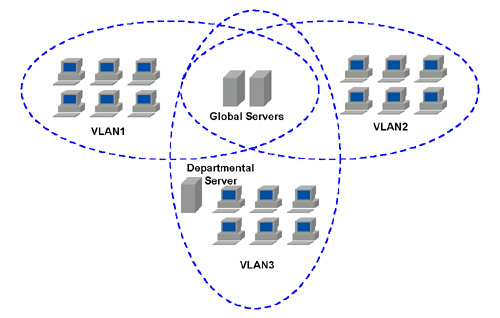 Global Servers
VLAN1
VLAN2
Departmental
Server
VLAN3